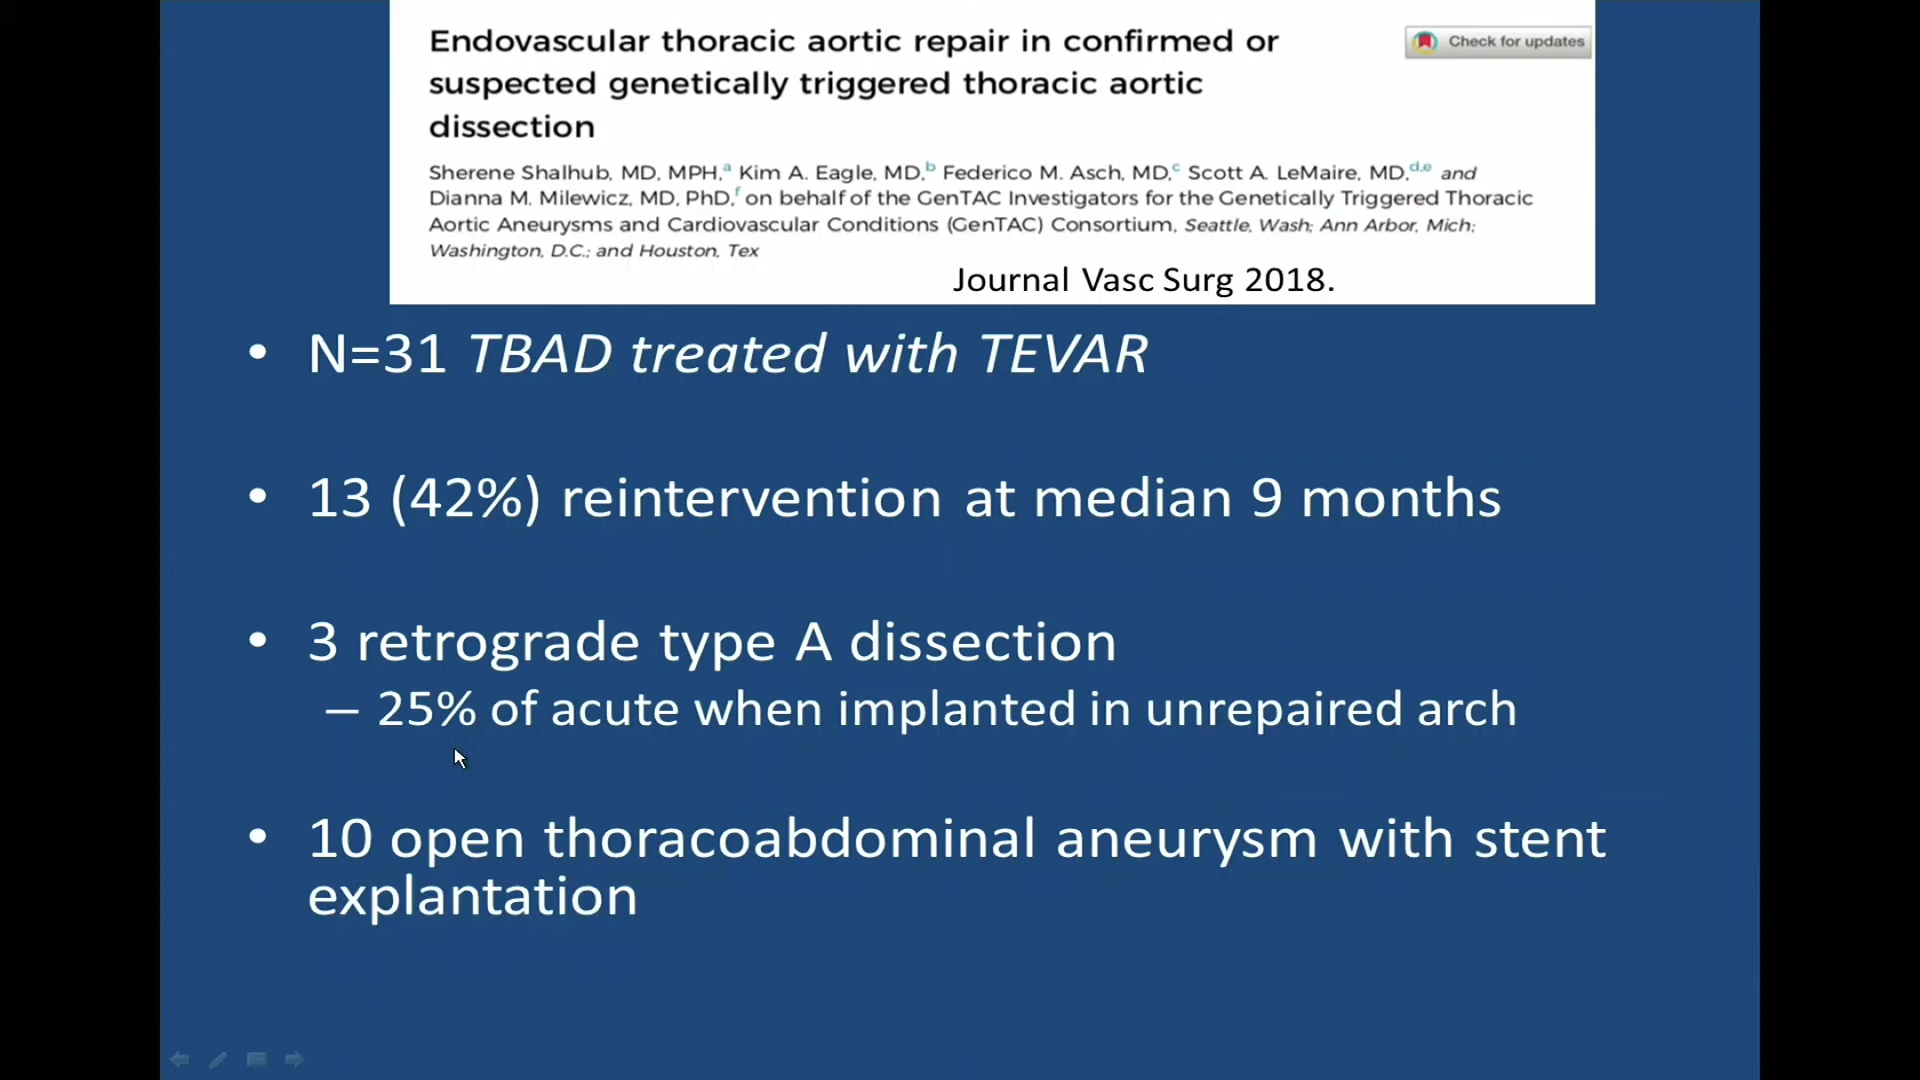 Endovascular thoracic aortic repair in confirmed or
suspected genetically triggered thoracic aortic
dissection
Check for updates
Sherene Shalhub, MD, MPH,a Kim A. Eagle, MD,b Federico M. Asch, MD,c Scott A. LeMaire, MD,d,e and
Dianna M. Milewicz, MD, PhD,f on behalf of the GenTAC Investigators for the Genetically Triggered Thoracic
Aortic Aneurysms and Cardiovascular Conditions (GenTAC) Consortium, Seattle, Wash; Ann Arbor, Mich;
Washington, D.C.; and Houston, Tex
Journal Vasc Surg 2018.
• N=31 TBAD treated with TEVAR
• 13 (42%) reintervention at median 9 months
• 3 retrograde type A dissection
– 25% of acute when implanted in unrepaired arch
• 10 open thoracoabdominal aneurysm with stent
explantation